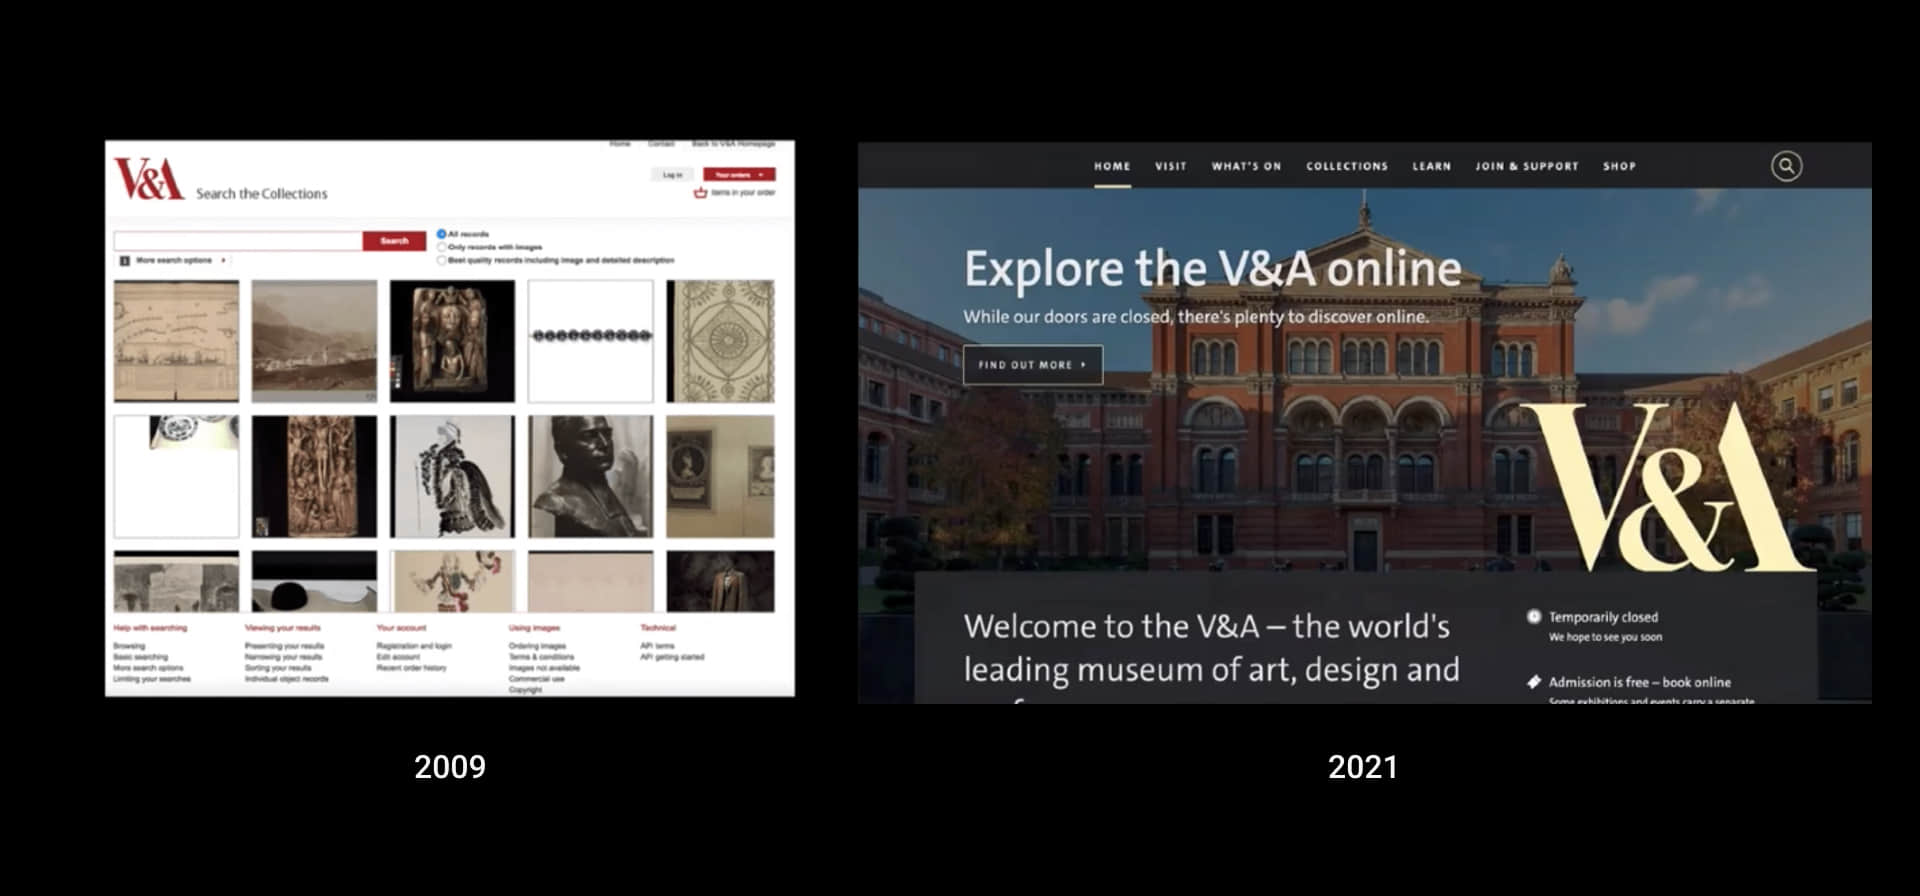 Home Contact Back to V&A Homepage
V&A Search the Collections
Log in Your orders
Items in your order
Search
All records
Only records with images
Best quality records including image and detailed description
More search options
Help with searching
Browsing
Basic searching
More search options
Limiting your searches
Viewing your results
Presenting your results
Narrowing your results
Sorting your results
Individual object records
Your account
Registration and login
Edit account
Recent order history
Using images
Ordering images
Terms & conditions
Images not available
Commercial use
Copyright
Technical
API terms
API getting started
2009
HOME VISIT WHAT'S ON COLLECTIONS LEARN JOIN & SUPPORT SHOP
Explore the V&A online
While our doors are closed, there's plenty to discover online.
FIND OUT MORE
V&A
Welcome to the V&A – the world's
leading museum of art, design and
Temporarily closed
We hope to see you soon
Admission is free – book online
Some exhibitions and events carry a separate
2021